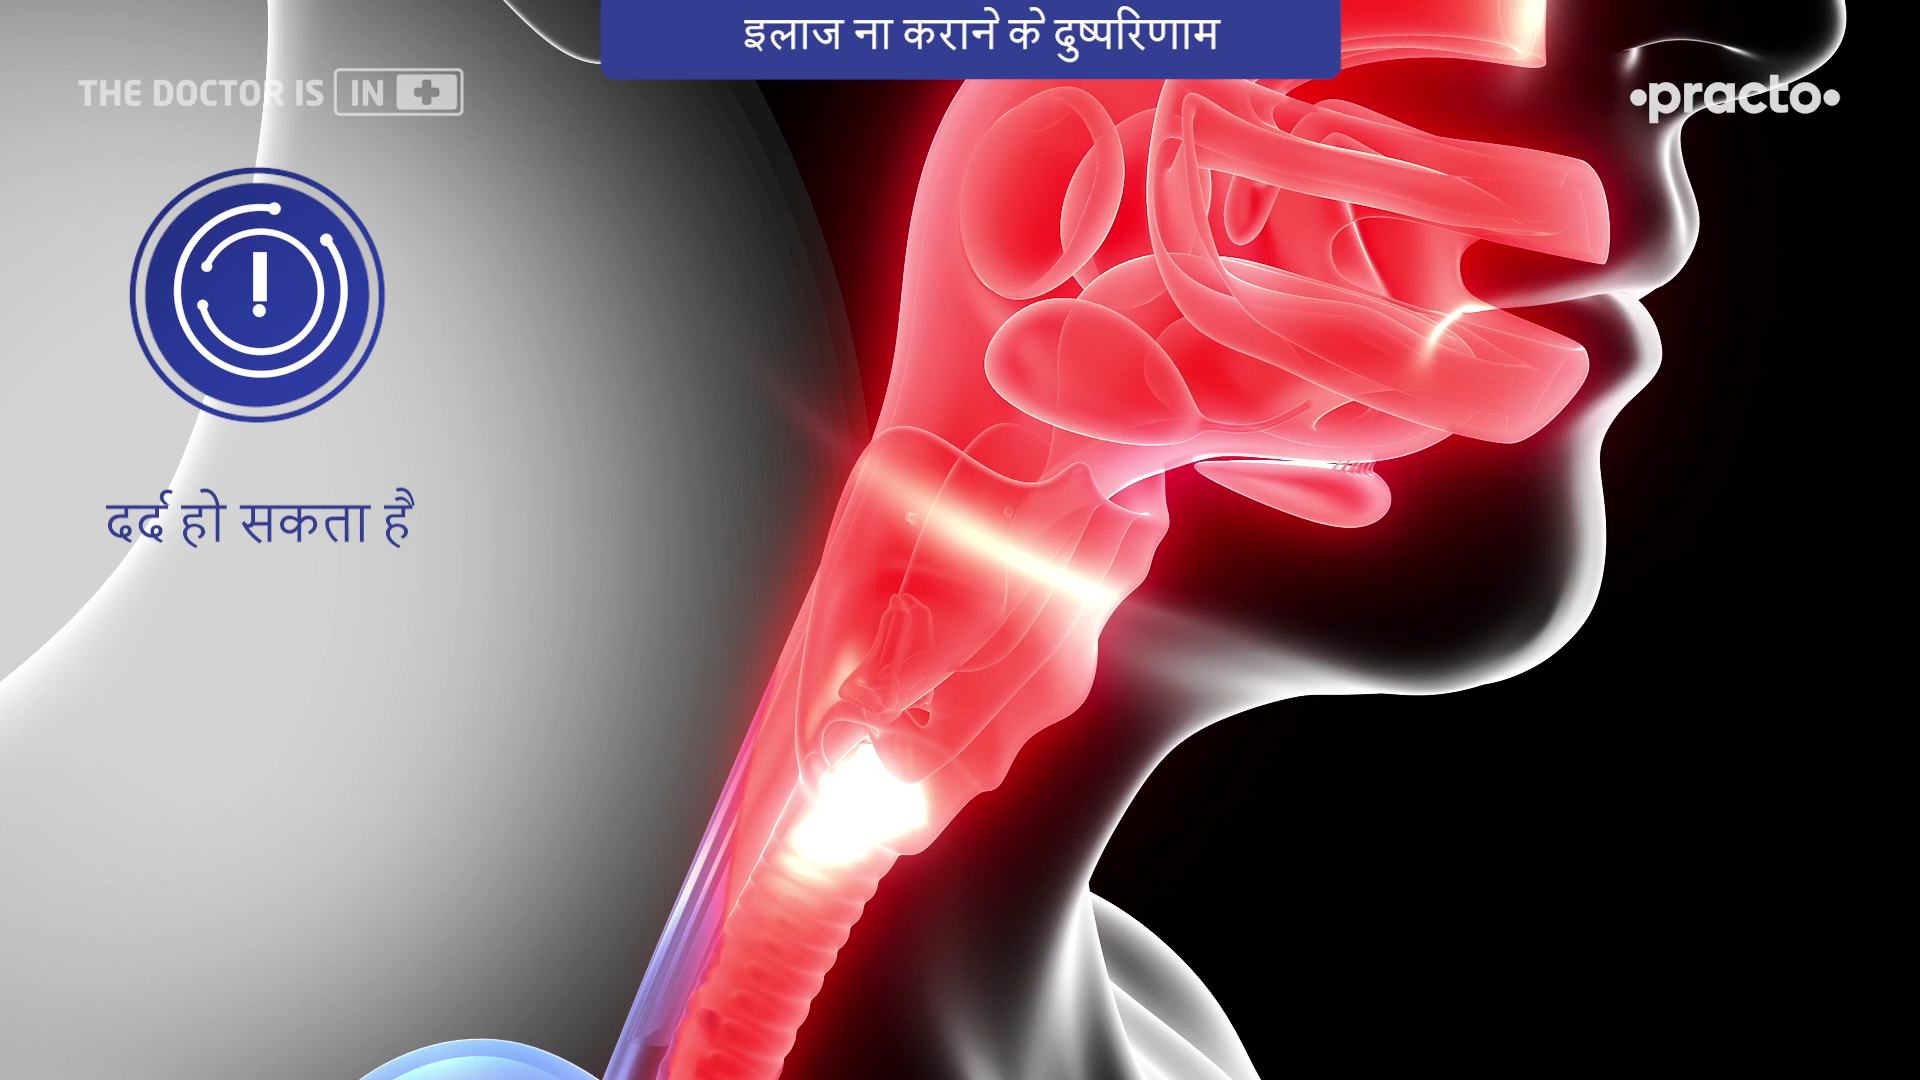 इलाज ना कराने के दुष्परिणाम
THE DOCTOR IS IN
•practo•
दर्द हो सकता है